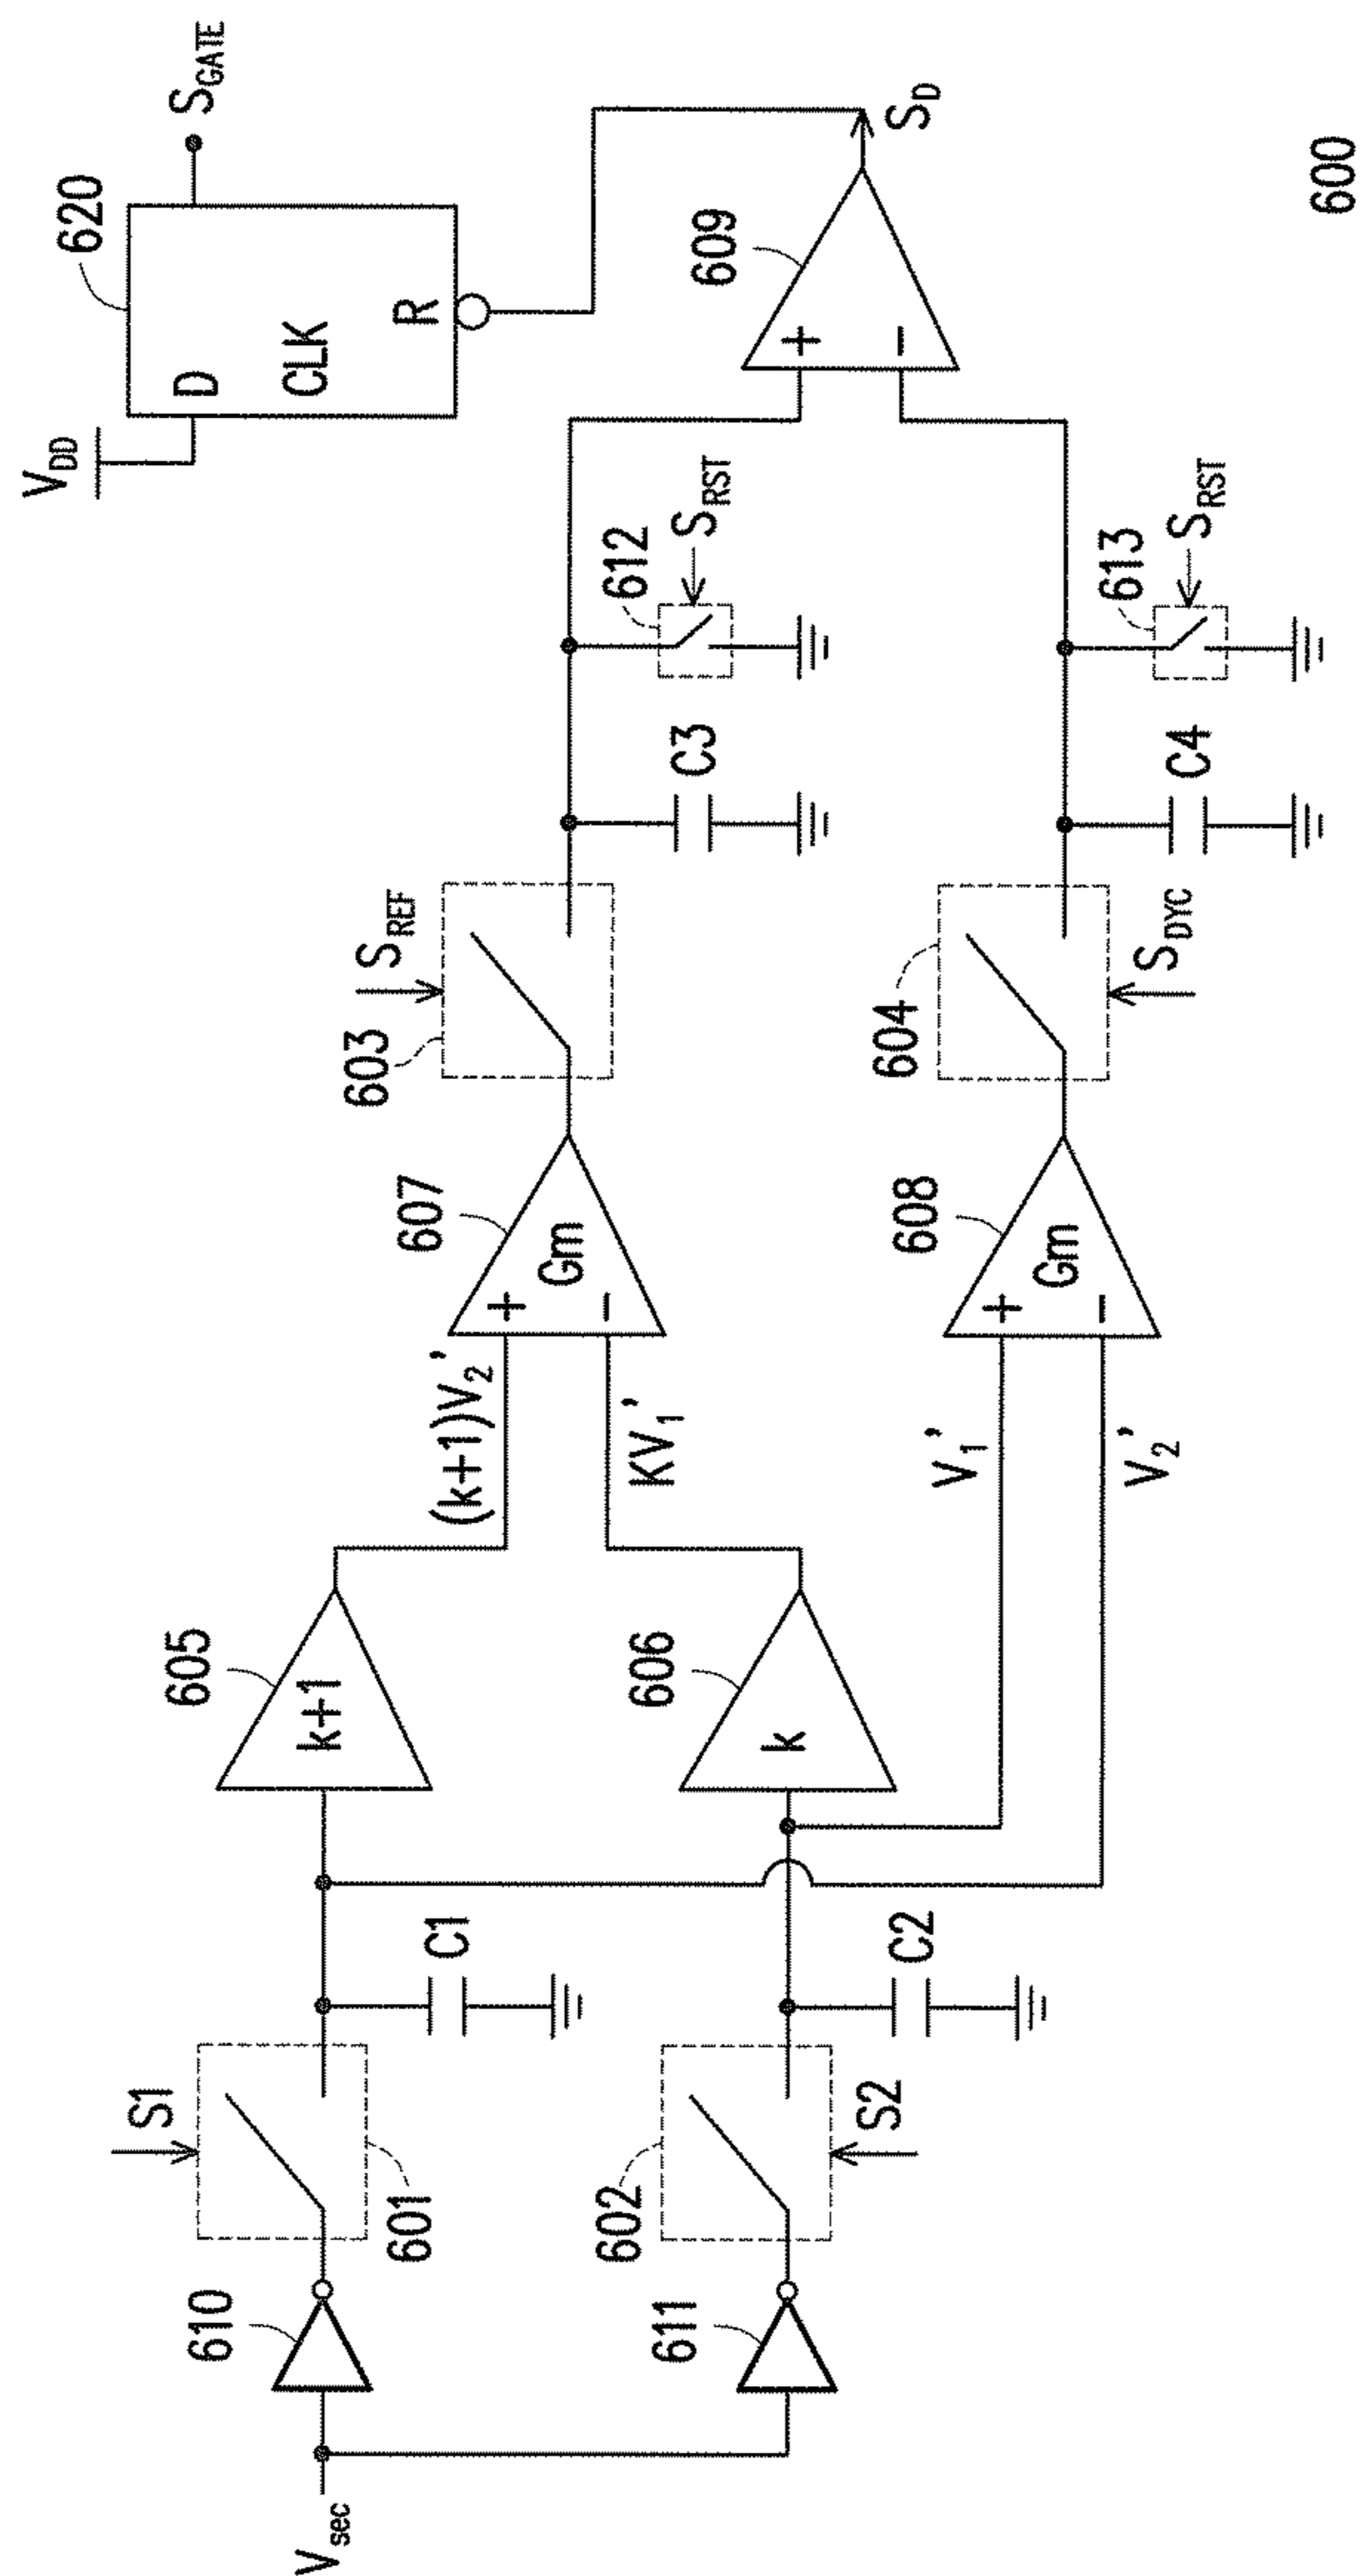 V_sec
610
611
S1
601
602
S2
C1
C2
605
k+1
606
k
(k+1)V_2'
KV_1'
V_1'
V_2'
607
+
Gm
−
608
+
Gm
−
S_REF
603
604
S_DYC
C3
C4
612
S_RST
613
S_RST
609
+
−
S_D
V_DD
620
D
CLK
R
S_GATE
600